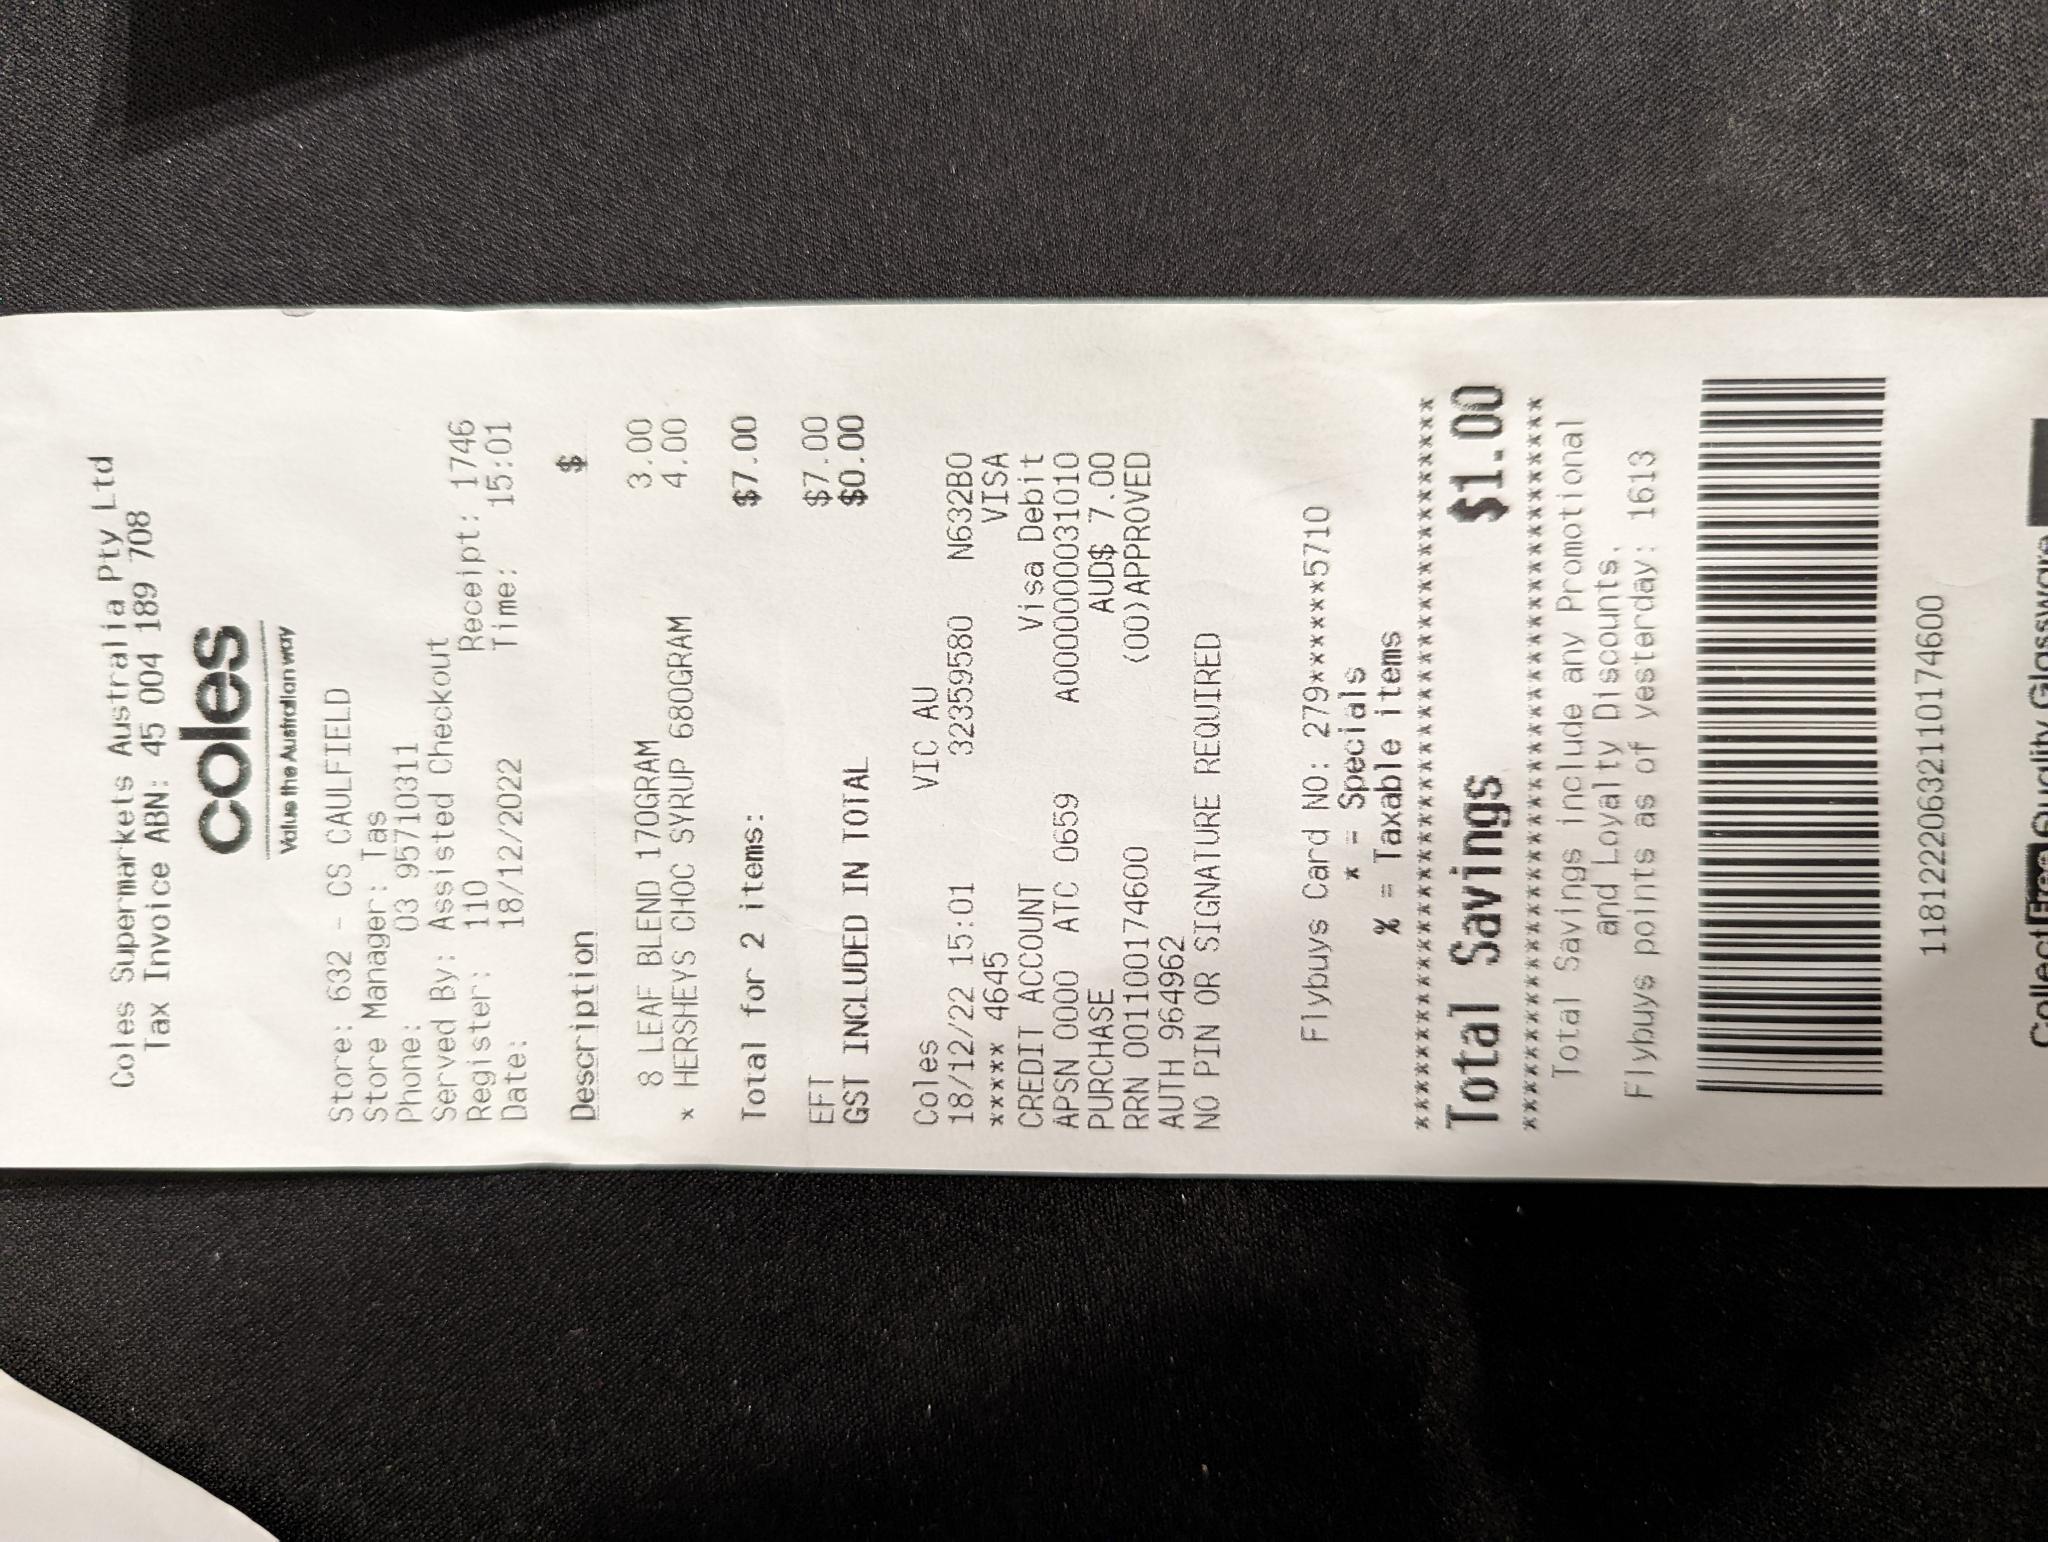 Coles Supermarkets Australia Pty Ltd
Tax Invoice ABN: 45 004 189 708
coles
Value the Australian way
Store: 632 - CS CAULFIELD
Store Manager: Tas
Phone: 03 95710311
Served By: Assisted Checkout
Register: 110 Receipt: 1746
Date: 18/12/2022 Time: 15:01
Description $
8 LEAF BLEND 170GRAM 3.00
* HERSHEYS CHOC SYRUP 680GRAM 4.00
Total for 2 items: $7.00
EFT $7.00
GST INCLUDED IN TOTAL $0.00
Coles VIC AU
18/12/22 15:01 32359580 N632B0
***** 4645 VISA
CREDIT ACCOUNT Visa Debit
APSN 0000 ATC 0659 A0000000031010
PURCHASE AUD$ 7.00
RRN 001100174600 (00)APPROVED
AUTH 964962
NO PIN OR SIGNATURE REQUIRED
Flybuys Card NO: 279******5710
* = Specials
% = Taxable items
****************************************
Total Savings $1.00
****************************************
Total Savings include any Promotional
and Loyalty Discounts.
Flybuys points as of yesterday: 1613
11812220632110174600
Collect Free Quality Glassware